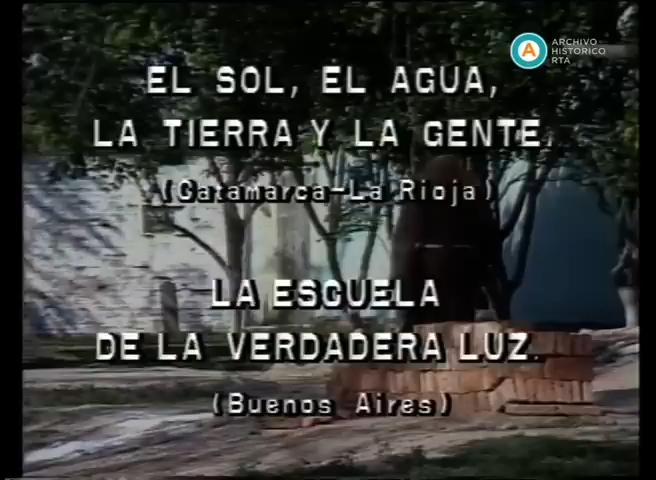 ARCHIVO
HISTORICO
RTA
EL SOL, EL AGUA,
LA TIERRA Y LA GENTE.
(Catamarca-La Rioja)
LA ESCUELA
DE LA VERDADERA LUZ.
(Buenos Aires)